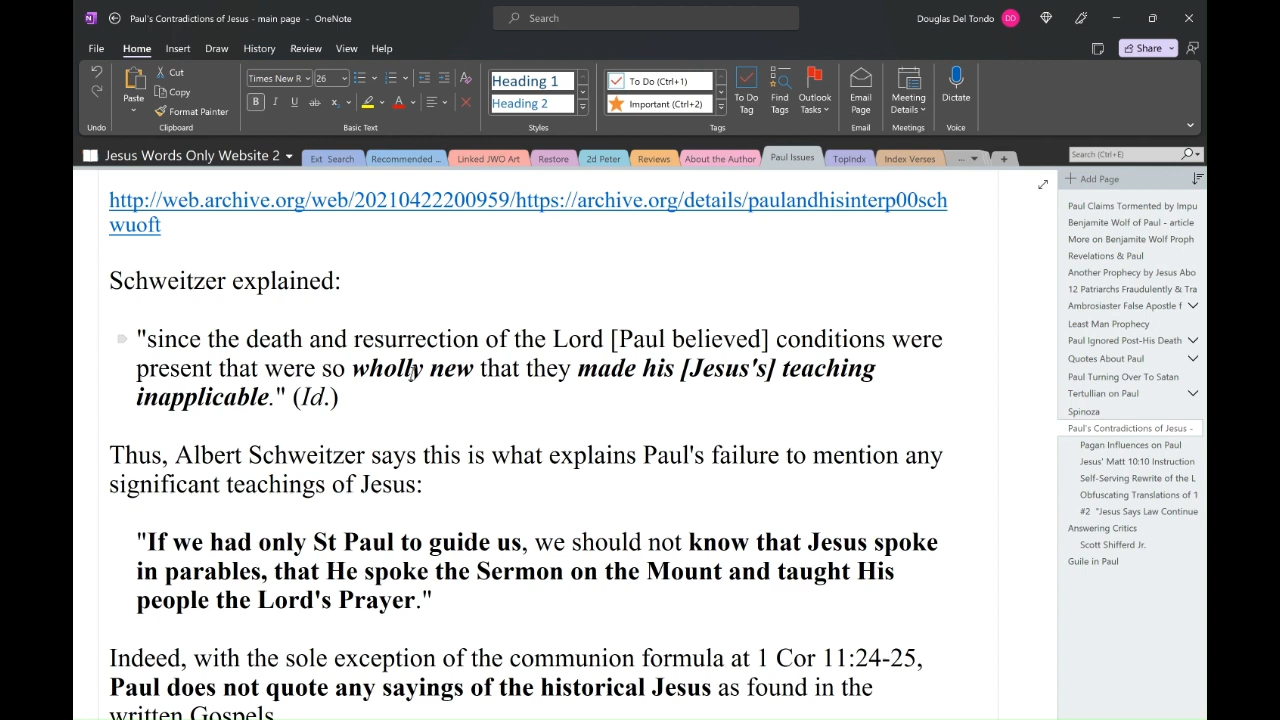 Paul's Contradictions of Jesus - main page - OneNote
Search
Douglas Del Tondo
DD
File Home Insert Draw History Review View Help
Share
Paste
Cut
Copy
Format Painter
Times New R 26
Heading 1
Heading 2
To Do (Ctrl+1)
Important (Ctrl+2)
To Do Tag
Find Tags
Outlook Tasks
Email Page
Meeting Details
Dictate
Undo Clipboard Basic Text Styles Tags Email Meetings Voice
Jesus Words Only Website 2
Ext Search Recommended ... Linked JWO Art Restore 2d Peter Reviews About the Author Paul Issues TopIndx Index Verses ...
Search (Ctrl+E)
http://web.archive.org/web/20210422200959/https://archive.org/details/paulandhisinterp00sch
wuoft
Schweitzer explained:
"since the death and resurrection of the Lord [Paul believed] conditions were
present that were so wholly new that they made his [Jesus's] teaching
inapplicable." (Id.)
Thus, Albert Schweitzer says this is what explains Paul's failure to mention any
significant teachings of Jesus:
"If we had only St Paul to guide us, we should not know that Jesus spoke
in parables, that He spoke the Sermon on the Mount and taught His
people the Lord's Prayer."
Indeed, with the sole exception of the communion formula at 1 Cor 11:24-25,
Paul does not quote any sayings of the historical Jesus as found in the
written Gospels.
Add Page
Paul Claims Tormented by Impu
Benjamite Wolf of Paul - article
More on Benjamite Wolf Proph
Revelations & Paul
Another Prophecy by Jesus Abo
12 Patriarchs Fraudulently & Tra
Ambrosiaster False Apostle f
Least Man Prophecy
Paul Ignored Post-His Death
Quotes About Paul
Paul Turning Over To Satan
Tertullian on Paul
Spinoza
Paul's Contradictions of Jesus -
Pagan Influences on Paul
Jesus' Matt 10:10 Instruction
Self-Serving Rewrite of the L
Obfuscating Translations of 1
#2 "Jesus Says Law Continue
Answering Critics
Scott Shifferd Jr.
Guile in Paul